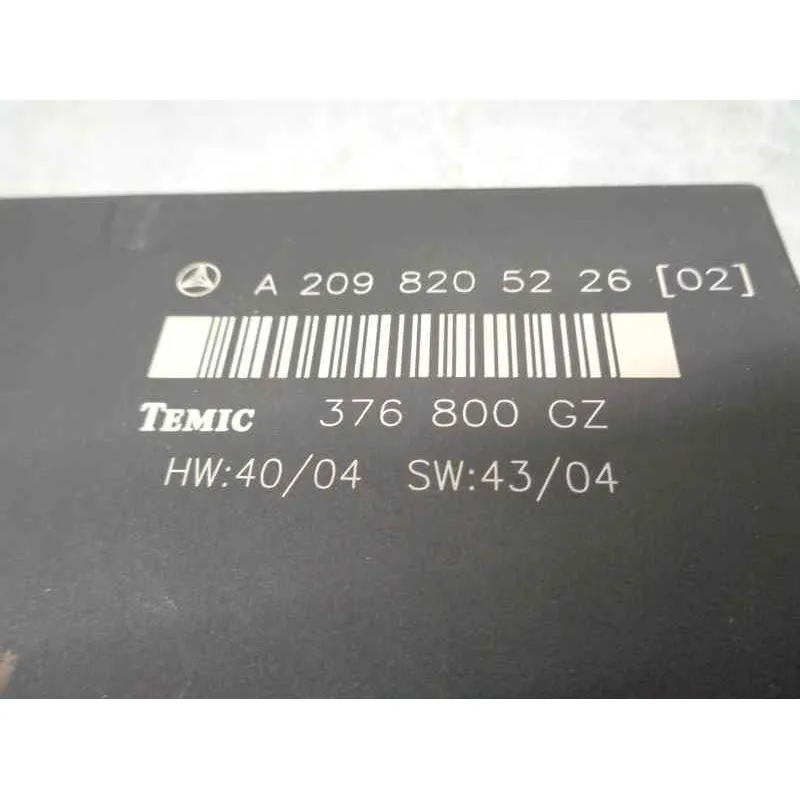 A 209 820 52 26 [02]
TEMIC 376 800 GZ
HW:40/04 SW:43/04